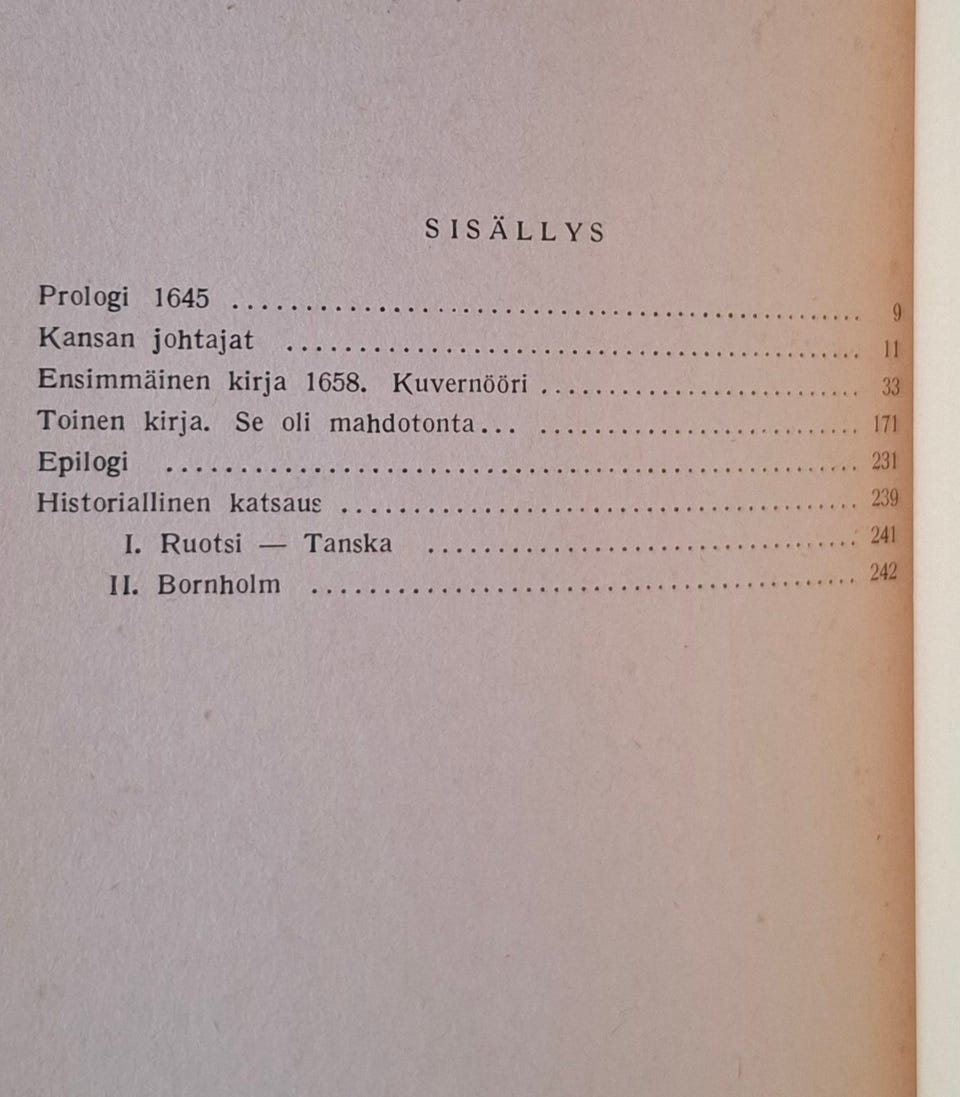 SISÄLLYS
Prologi 1645 ........................................ 9
Kansan johtajat ........................................ 11
Ensimmäinen kirja 1658. Kuvernööri ........................ 33
Toinen kirja. Se oli mahdotonta... ........................ 171
Epilogi ........................................ 231
Historiallinen katsaus ........................................ 239
I. Ruotsi — Tanska ................................ 241
II. Bornholm ........................................ 242